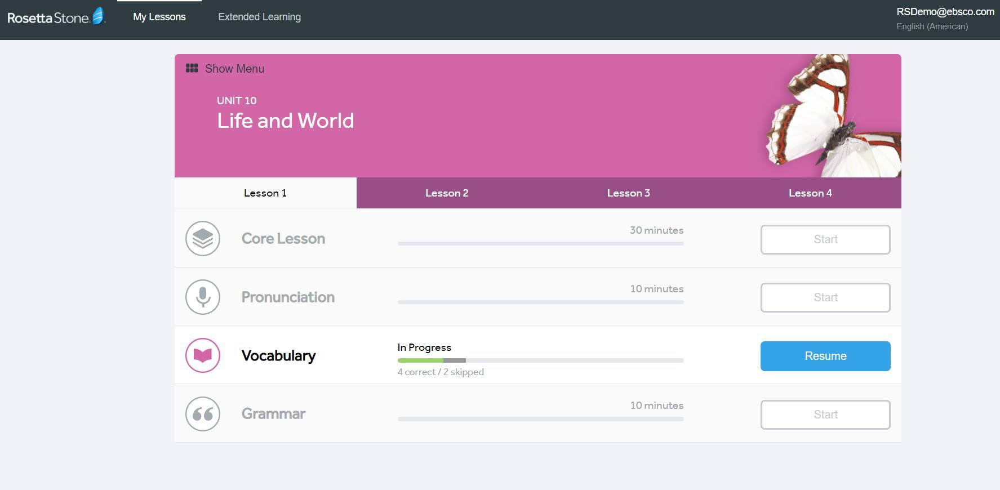 Rosetta Stone
My Lessons
Extended Learning
RSDemo@ebsco.com
English (American)
Show Menu
UNIT 10
Life and World
Lesson 1
Lesson 2
Lesson 3
Lesson 4
Core Lesson
30 minutes
Start
Pronunciation
10 minutes
Start
Vocabulary
In Progress
4 correct / 2 skipped
Resume
Grammar
10 minutes
Start